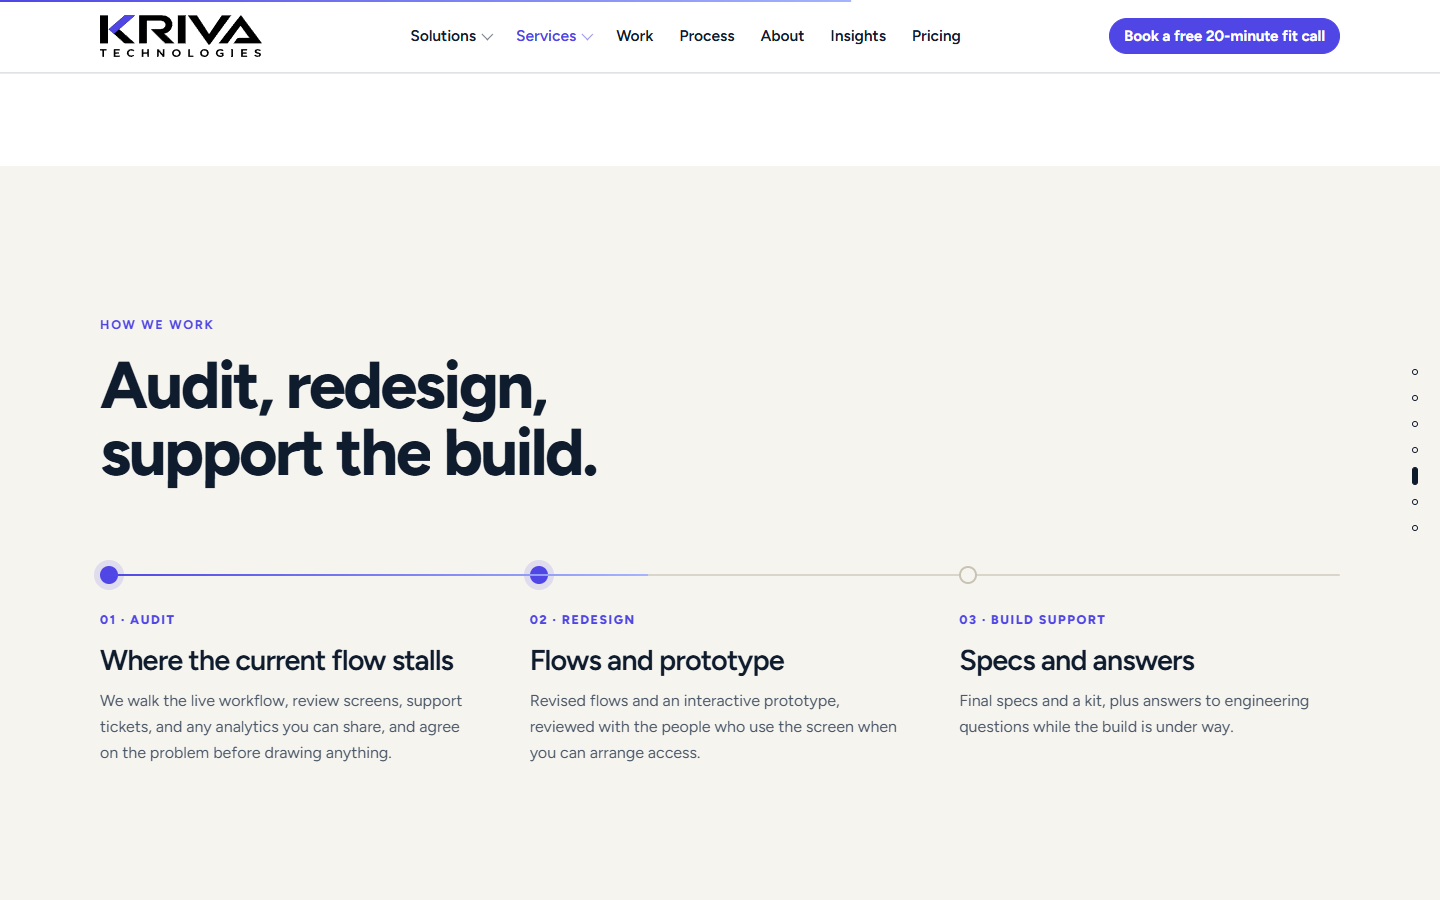 KRIVA
TECHNOLOGIES
Solutions
Services
Work
Process
About
Insights
Pricing
Book a free 20-minute fit call
HOW WE WORK
Audit, redesign,
support the build.
01 · AUDIT
Where the current flow stalls
We walk the live workflow, review screens, support
tickets, and any analytics you can share, and agree
on the problem before drawing anything.
02 · REDESIGN
Flows and prototype
Revised flows and an interactive prototype,
reviewed with the people who use the screen when
you can arrange access.
03 · BUILD SUPPORT
Specs and answers
Final specs and a kit, plus answers to engineering
questions while the build is under way.